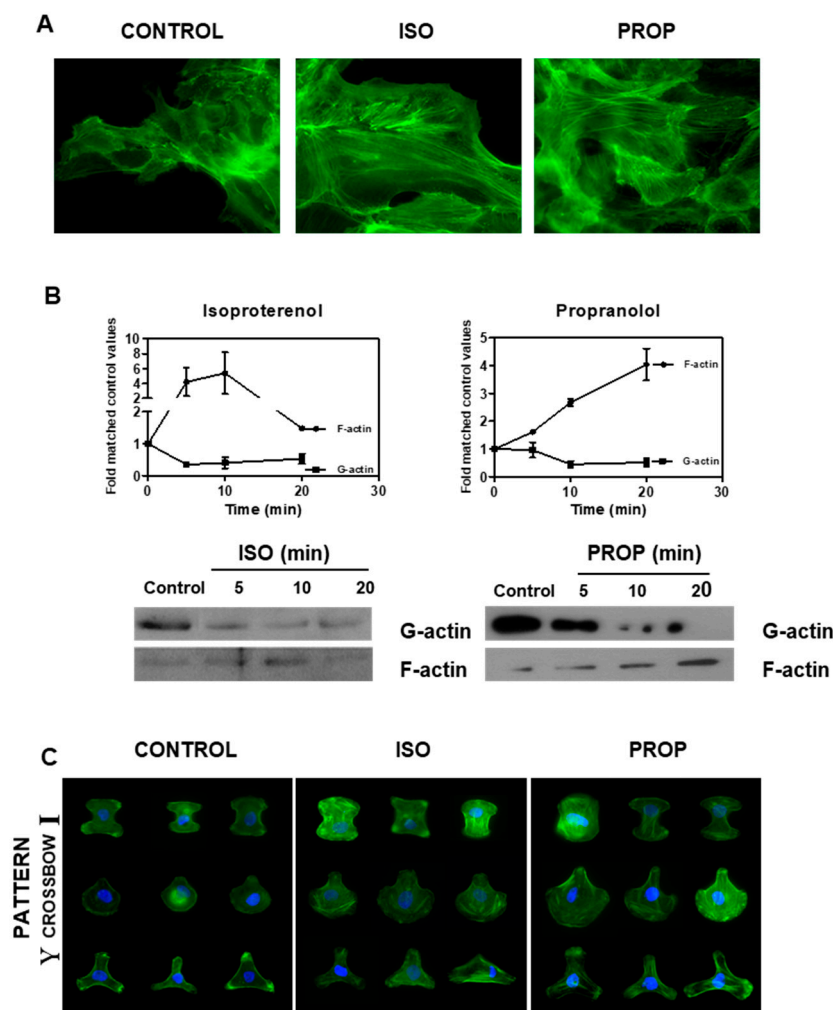 A
CONTROL ISO PROP
B
Isoproterenol
Fold matched control values
10
8
6
4
2
2
1
0
F-actin
G-actin
0 10 20 30
Time (min)
Propranolol
Fold matched control values
5
4
3
2
1
0
F-actin
G-actin
0 10 20 30
Time (min)
ISO (min)
Control 5 10 20
G-actin
F-actin
PROP (min)
Control 5 10 20
G-actin
F-actin
C
CONTROL ISO PROP
PATTERN
I
CROSSBOW
Y